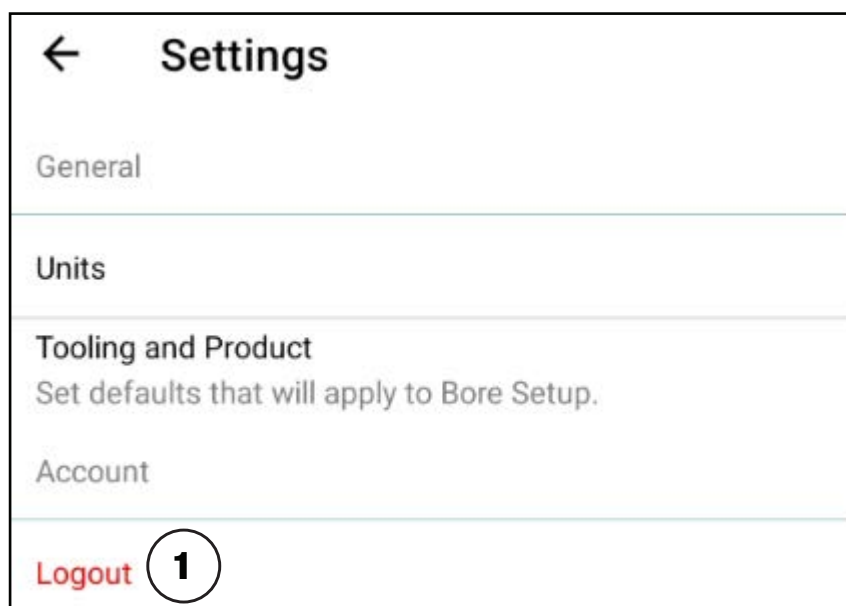 Settings
General
Units
Tooling and Product
Set defaults that will apply to Bore Setup.
Account
Logout 1